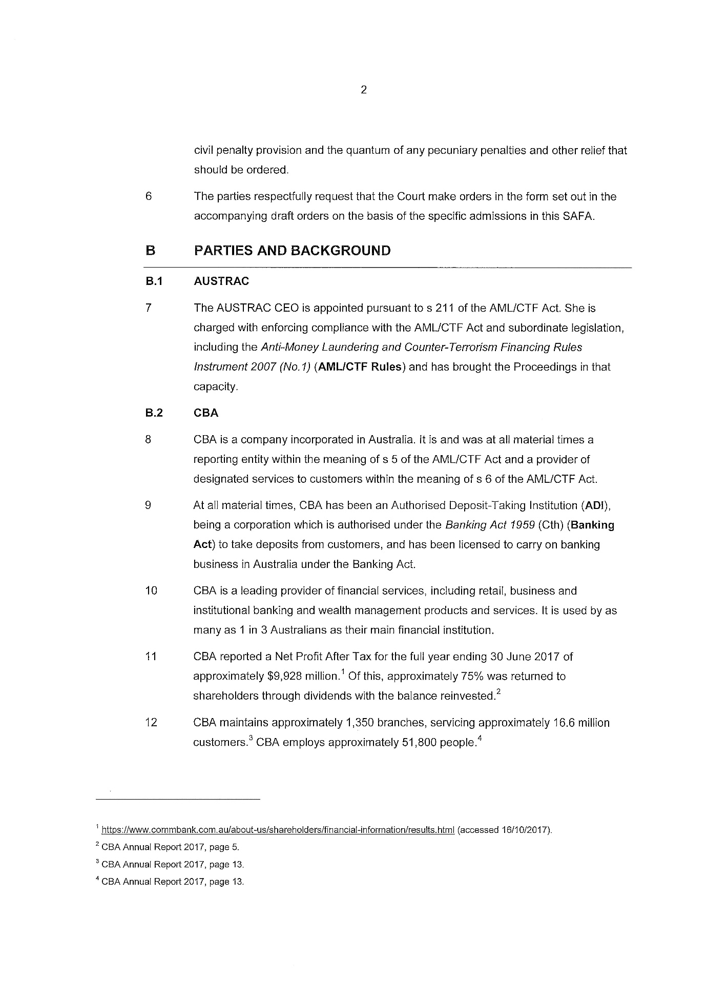 2
civil penalty provision and the quantum of any pecuniary penalties and other relief that
should be ordered.
6 The parties respectfully request that the Court make orders in the form set out in the
accompanying draft orders on the basis of the specific admissions in this SAFA.
B PARTIES AND BACKGROUND
B.1 AUSTRAC
7 The AUSTRAC CEO is appointed pursuant to s 211 of the AML/CTF Act. She is
charged with enforcing compliance with the AML/CTF Act and subordinate legislation,
including the Anti-Money Laundering and Counter-Terrorism Financing Rules
Instrument 2007 (No.1) (AML/CTF Rules) and has brought the Proceedings in that
capacity.
B.2 CBA
8 CBA is a company incorporated in Australia. It is and was at all material times a
reporting entity within the meaning of s 5 of the AML/CTF Act and a provider of
designated services to customers within the meaning of s 6 of the AML/CTF Act.
9 At all material times, CBA has been an Authorised Deposit-Taking Institution (ADI),
being a corporation which is authorised under the Banking Act 1959 (Cth) (Banking
Act) to take deposits from customers, and has been licensed to carry on banking
business in Australia under the Banking Act.
10 CBA is a leading provider of financial services, including retail, business and
institutional banking and wealth management products and services. It is used by as
many as 1 in 3 Australians as their main financial institution.
11 CBA reported a Net Profit After Tax for the full year ending 30 June 2017 of
approximately $9,928 million.1 Of this, approximately 75% was returned to
shareholders through dividends with the balance reinvested.2
12 CBA maintains approximately 1,350 branches, servicing approximately 16.6 million
customers.3 CBA employs approximately 51,800 people.4
1 https://www.commbank.com.au/about-us/shareholders/financial-information/results.html (accessed 16/10/2017).
2 CBA Annual Report 2017, page 5.
3 CBA Annual Report 2017, page 13.
4 CBA Annual Report 2017, page 13.